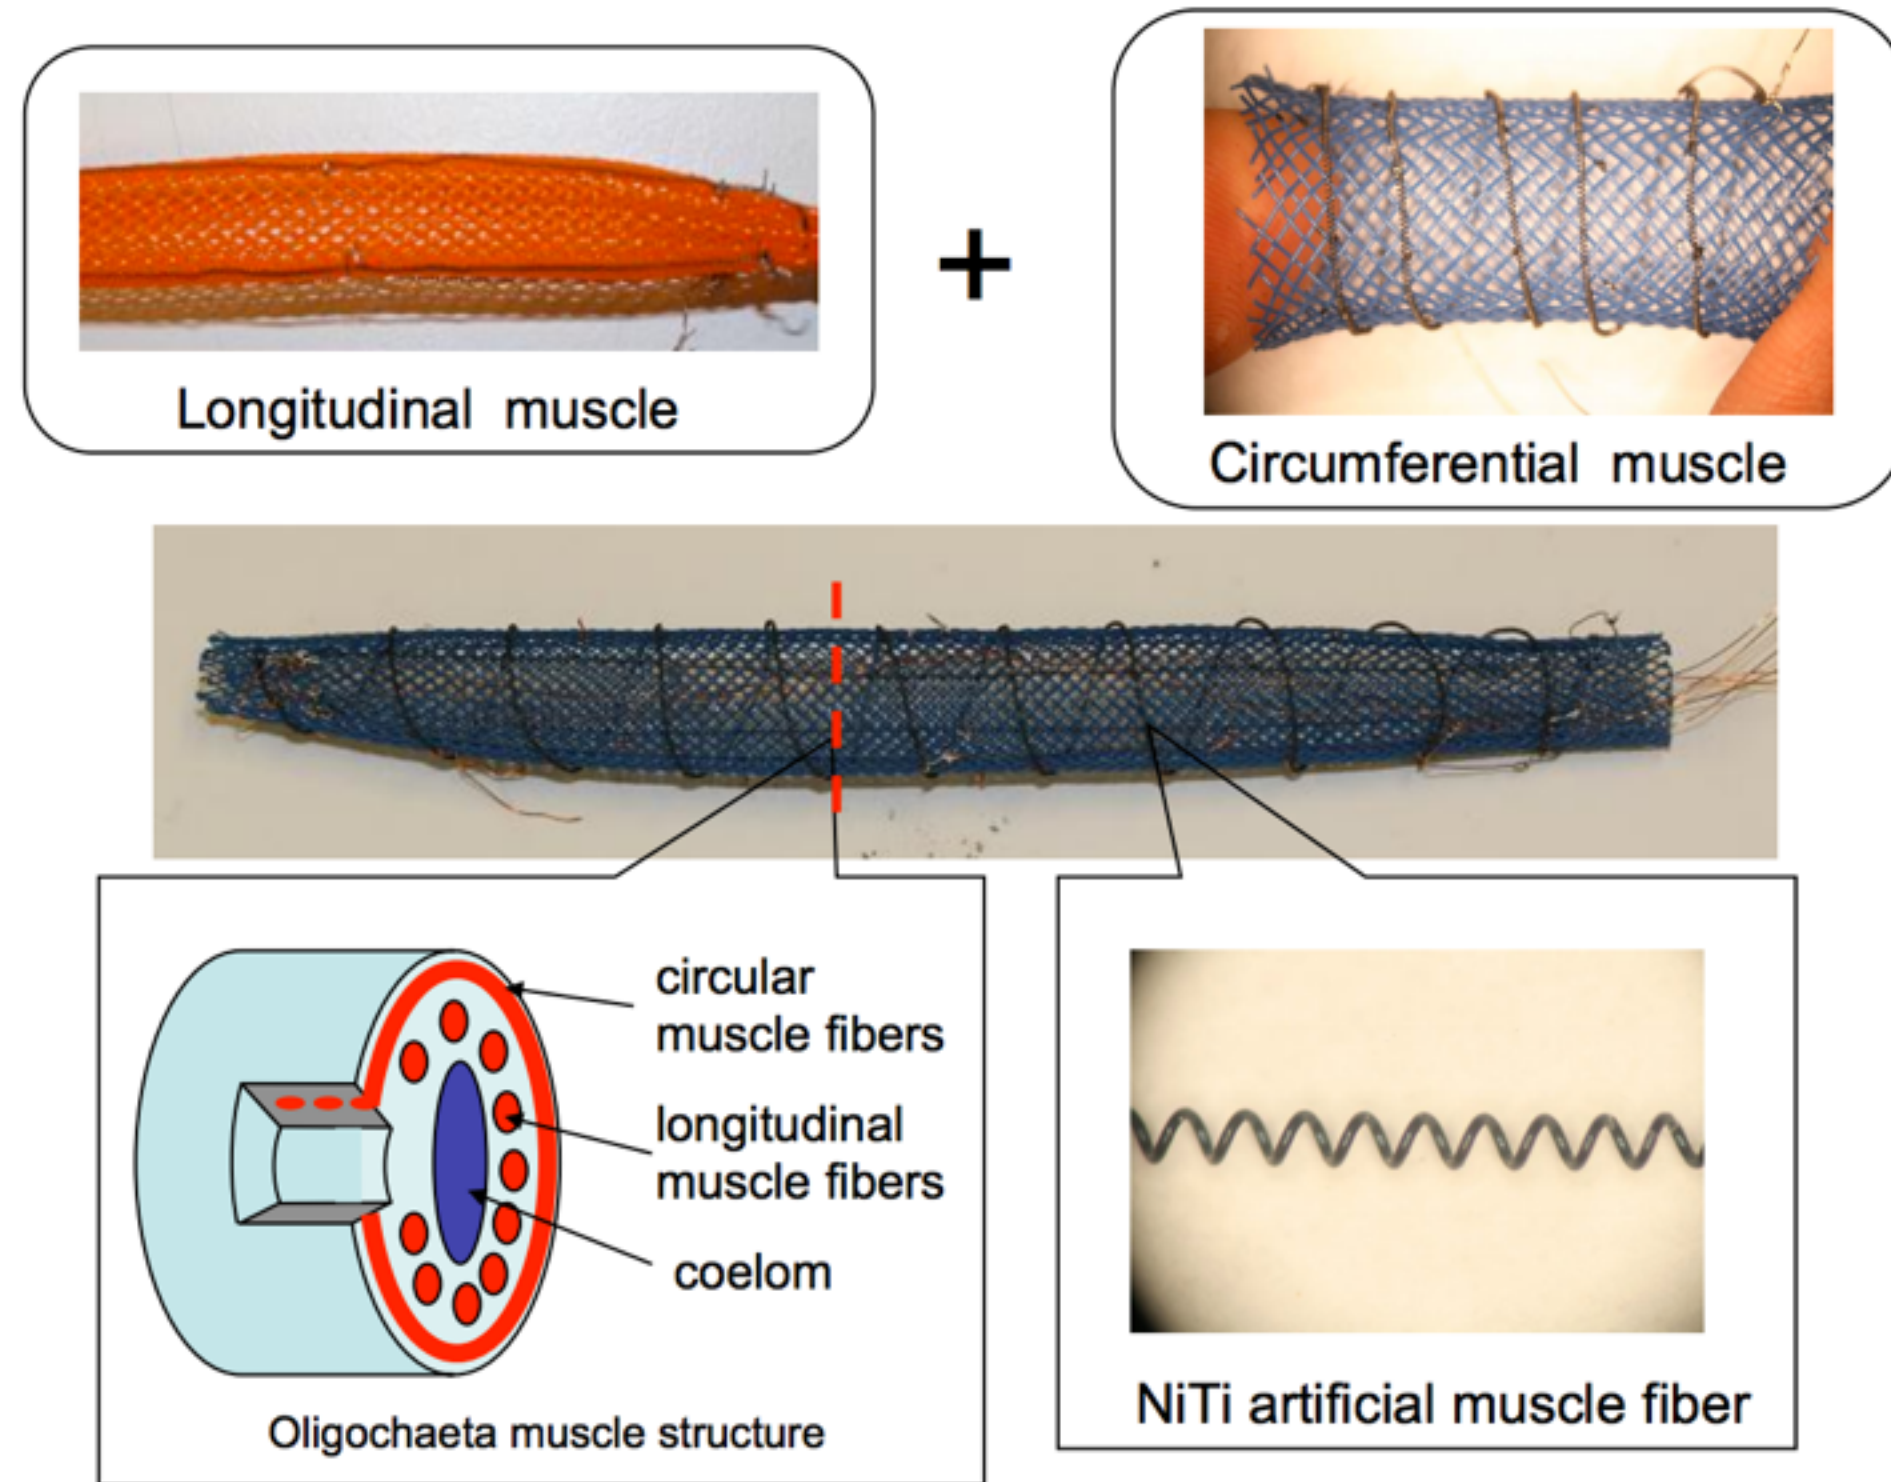 Longitudinal muscle
+
Circumferential muscle
circular
muscle fibers
longitudinal
muscle fibers
coelom
Oligochaeta muscle structure
NiTi artificial muscle fiber